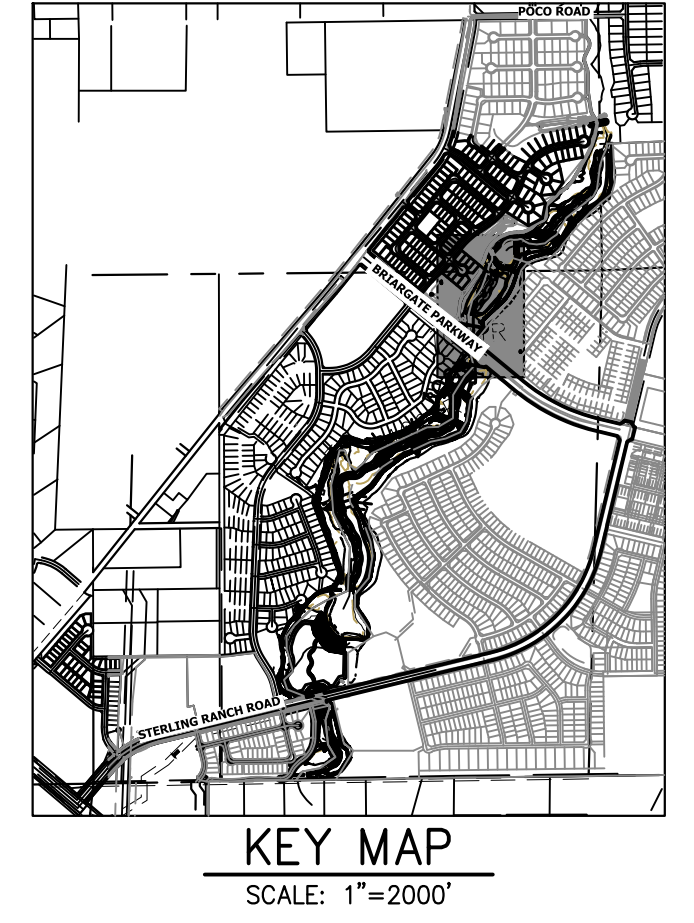 POCO ROAD
BRIARGATE PARKWAY
R
STERLING RANCH ROAD
KEY MAP
SCALE: 1"=2000'